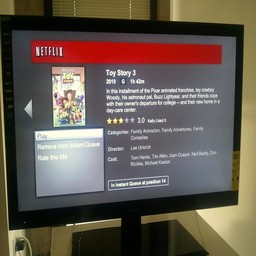 NETFLIX
Toy Story 3
2010 G 1h 42m
In this installment of the Pixar animated franchise, toy cowboy
Woody, his astronaut pal, Buzz Lightyear, and their friends cope
with their owner's departure for college – and their new home in a
day-care center.
3.0
Categories: Family Animation, Family Adventures, Family
Comedies
Director: Lee Unkrich
Cast: Tom Hanks, Tim Allen, Joan Cusack, Ned Beatty, Don
Rickles, Michael Keaton
Play
Remove from Instant Queue
Rate this title
In Instant Queue at position 14